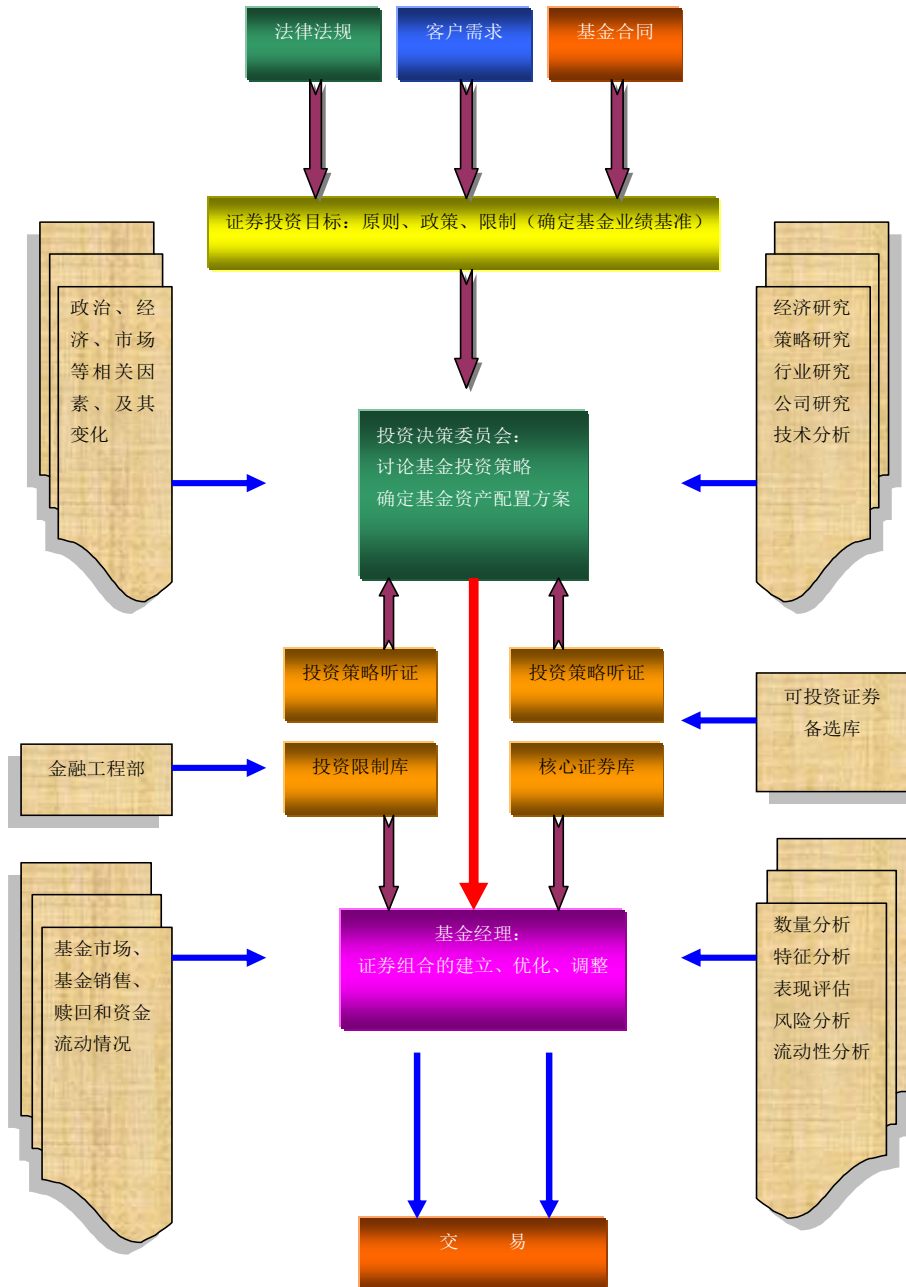 法律法规
客户需求
基金合同
证券投资目标：原则、政策、限制（确定基金业绩基准）
政治、经
济、市场
等相关因
素、及其
变化
经济研究
策略研究
行业研究
公司研究
技术分析
投资决策委员会：
讨论基金投资策略
确定基金资产配置方案
投资策略听证
投资策略听证
可投资证券
备选库
金融工程部
投资限制库
核心证券库
基金经理：
证券组合的建立、优化、调整
基金市场、
基金销售、
赎回和资金
流动情况
数量分析
特征分析
表现评估
风险分析
流动性分析
交 易